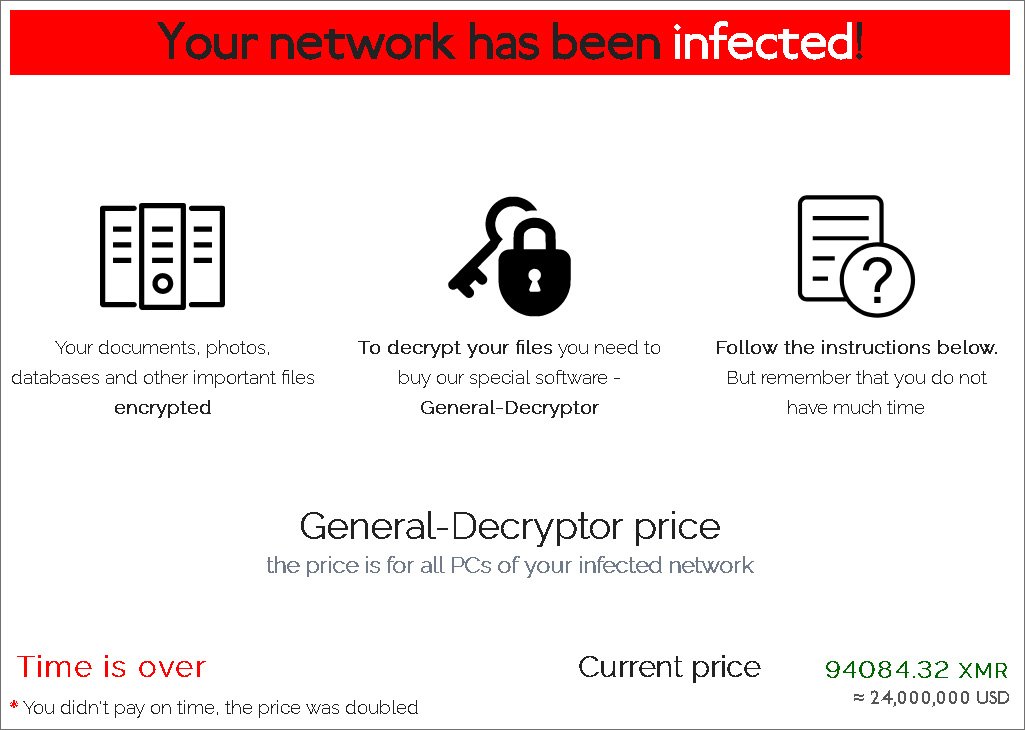 Your network has been infected!
Your documents, photos,
databases and other important files
encrypted
To decrypt your files you need to
buy our special software -
General-Decryptor
Follow the instructions below.
But remember that you do not
have much time
General-Decryptor price
the price is for all PCs of your infected network
Time is over
* You didn't pay on time, the price was doubled
Current price
94084.32 XMR
≈ 24,000,000 USD